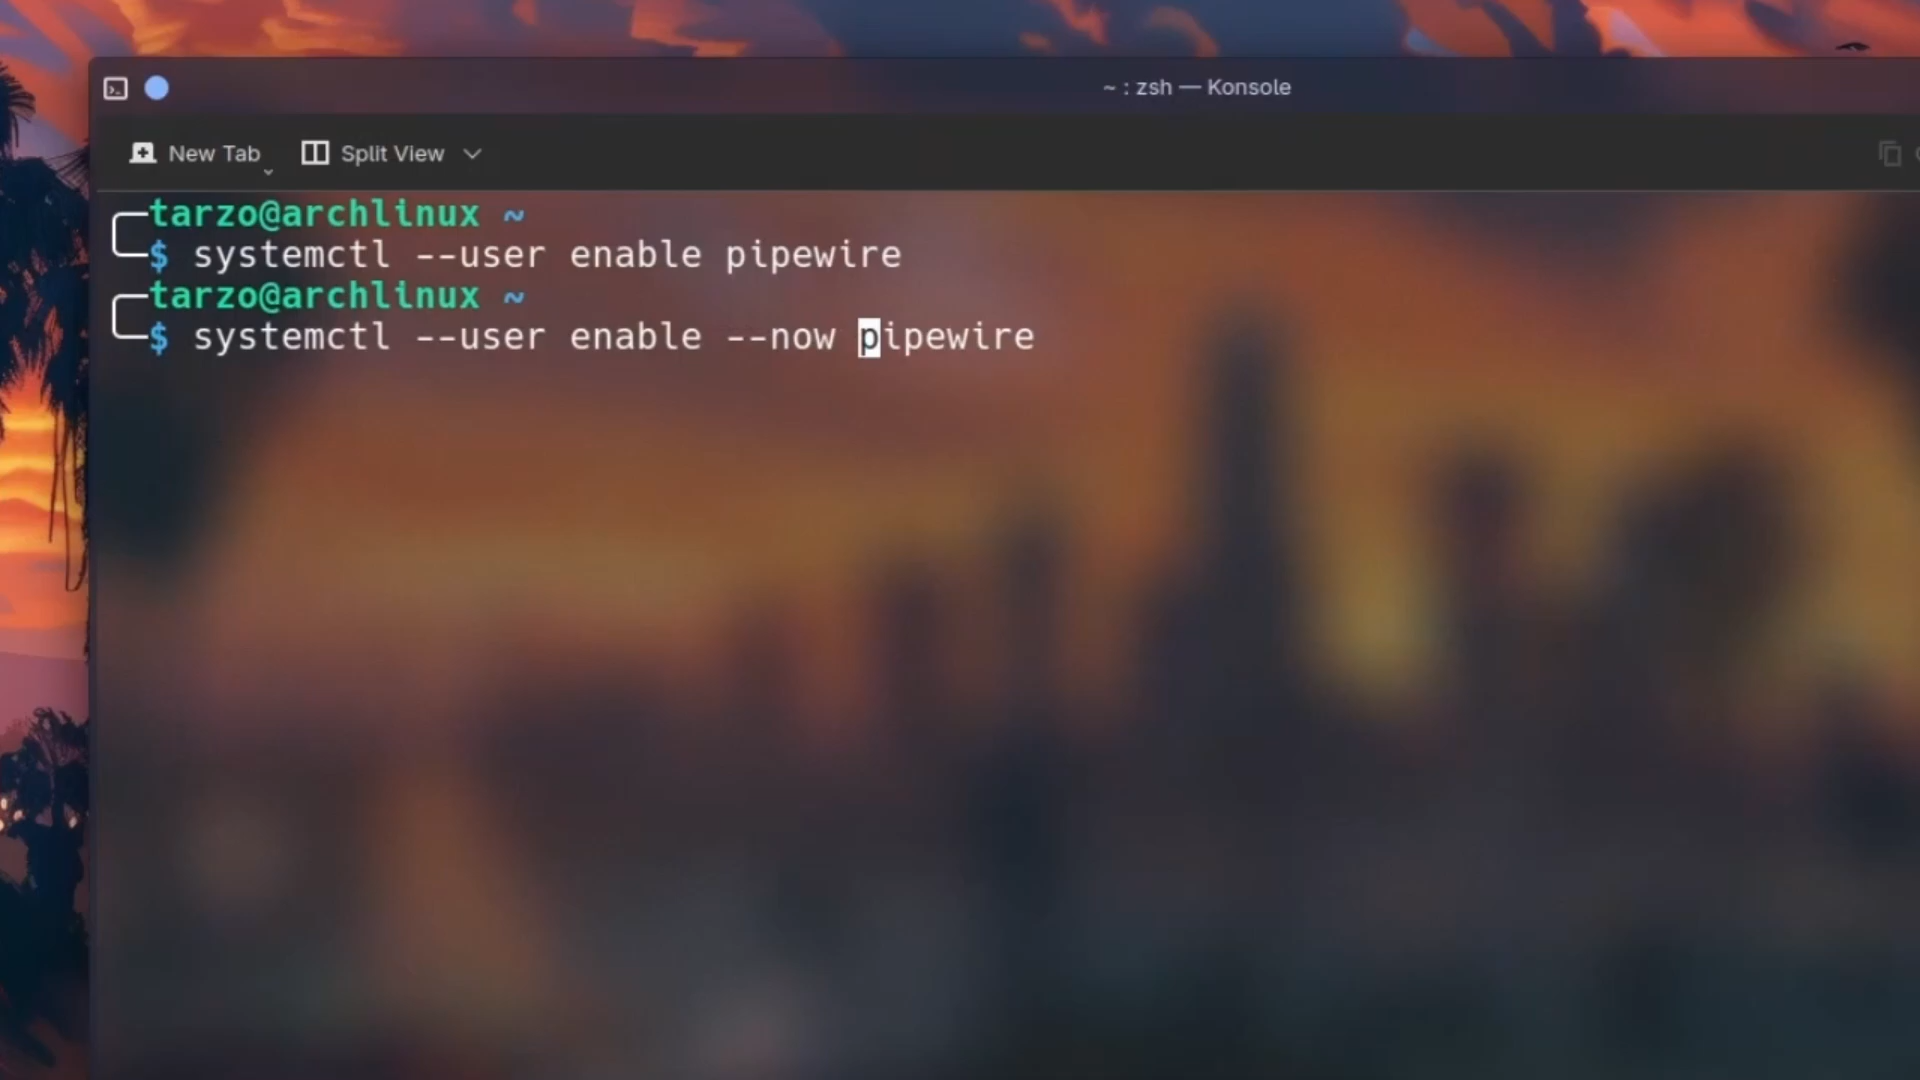 ~ : zsh — Konsole
New Tab Split View
tarzo@archlinux ~
$ systemctl --user enable pipewire
tarzo@archlinux ~
$ systemctl --user enable --now pipewire